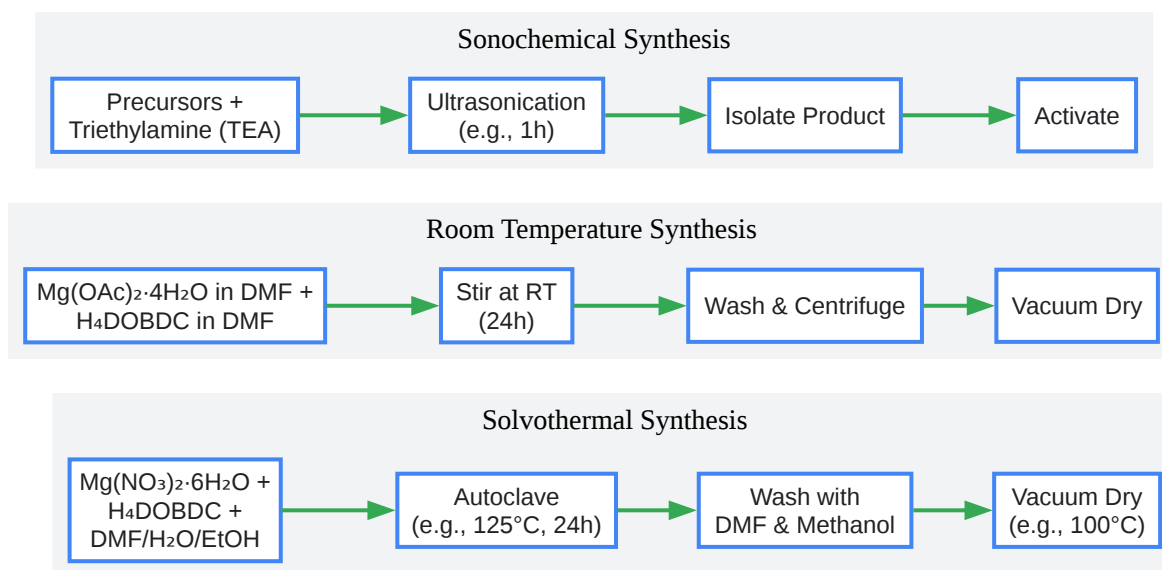 Sonochemical Synthesis
Precursors +
Triethylamine (TEA)
Ultrasonication
(e.g., 1h)
Isolate Product
Activate
Room Temperature Synthesis
Mg(OAc)₂·4H₂O in DMF +
H₄DOBDC in DMF
Stir at RT
(24h)
Wash & Centrifuge
Vacuum Dry
Solvothermal Synthesis
Mg(NO₃)₂·6H₂O +
H₄DOBDC +
DMF/H₂O/EtOH
Autoclave
(e.g., 125°C, 24h)
Wash with
DMF & Methanol
Vacuum Dry
(e.g., 100°C)